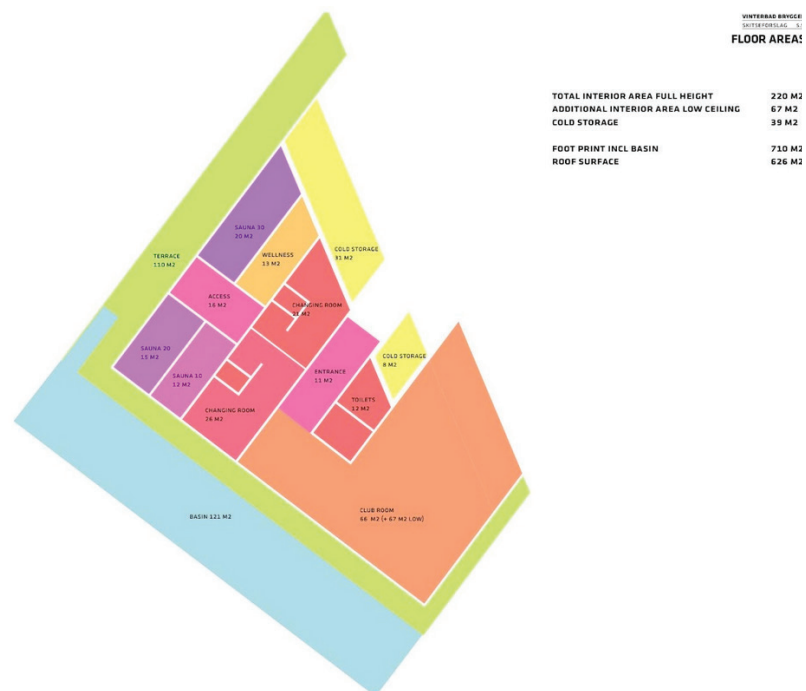 VINTERBAD BRYGGEN
SKITSEFORSLAG
FLOOR AREAS
TOTAL INTERIOR AREA FULL HEIGHT 220 M2
ADDITIONAL INTERIOR AREA LOW CEILING 67 M2
COLD STORAGE 39 M2
FOOT PRINT INCL BASIN 710 M2
ROOF SURFACE 626 M2
SAUNA 30
20 M2
WELLNESS
13 M2
COLD STORAGE
31 M2
TERRACE
110 M2
ACCESS
CHANGING ROOM
21 M2
SAUNA 20
SAUNA 10
12 M2
CHANGING ROOM
26 M2
ENTRANCE
11 M2
COLD STORAGE
8 M2
TOILETS
12 M2
CLUB ROOM
66 M2 (+ 67 M2 LOW)
BASIN 121 M2